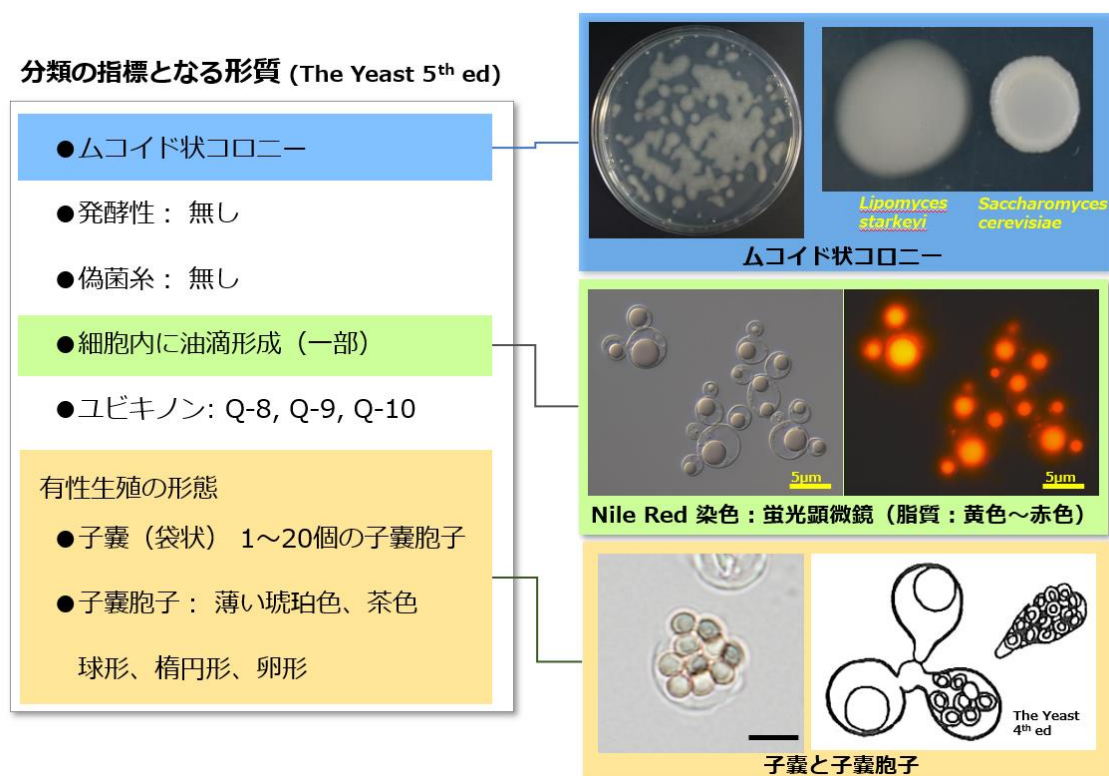 分類の指標となる形質 (The Yeast 5th ed)
●ムコイド状コロニー
●発酵性： 無し
●偽菌糸： 無し
●細胞内に油滴形成（一部）
●ユビキノン: Q-8, Q-9, Q-10
有性生殖の形態
●子嚢（袋状） 1～20個の子嚢胞子
●子嚢胞子： 薄い琥珀色、茶色
球形、楕円形、卵形
Lipomyces
starkeyi
Saccharomyces
cerevisiae
ムコイド状コロニー
5μm
5μm
Nile Red 染色：蛍光顕微鏡（脂質：黄色～赤色）
The Yeast
4th ed
子嚢と子嚢胞子